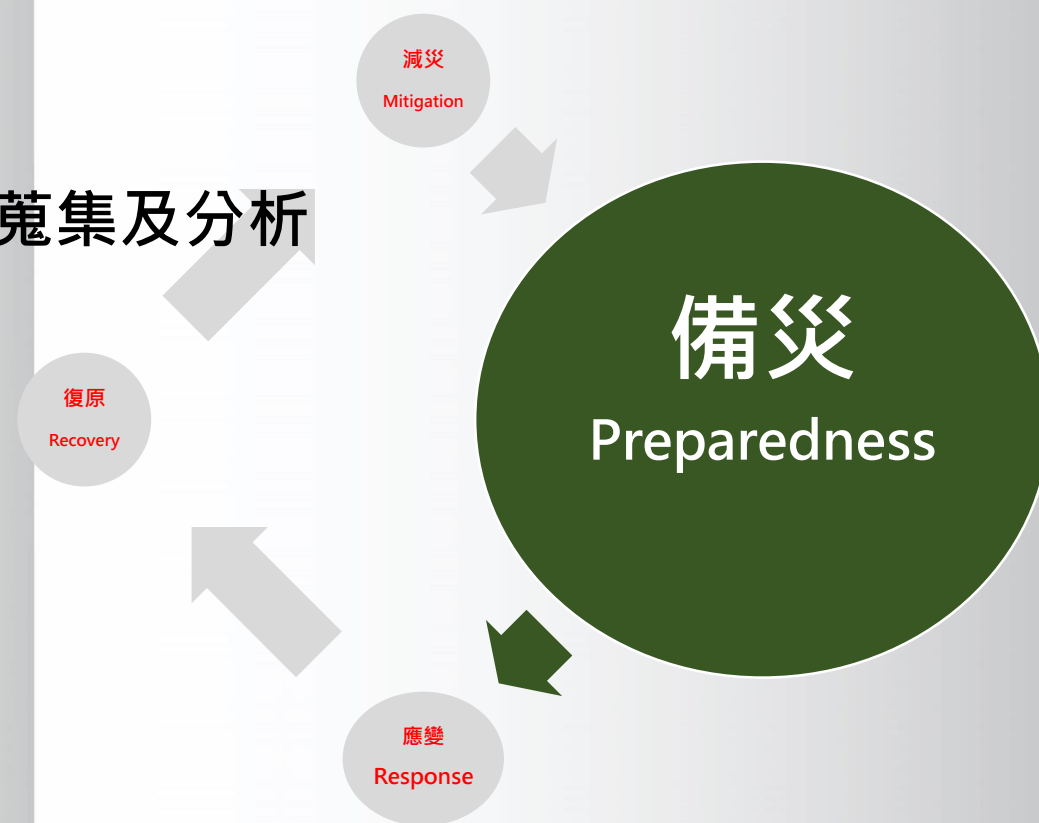 減災
Mitigation
蒐集及分析
備災
Preparedness
復原
Recovery
應變
Response